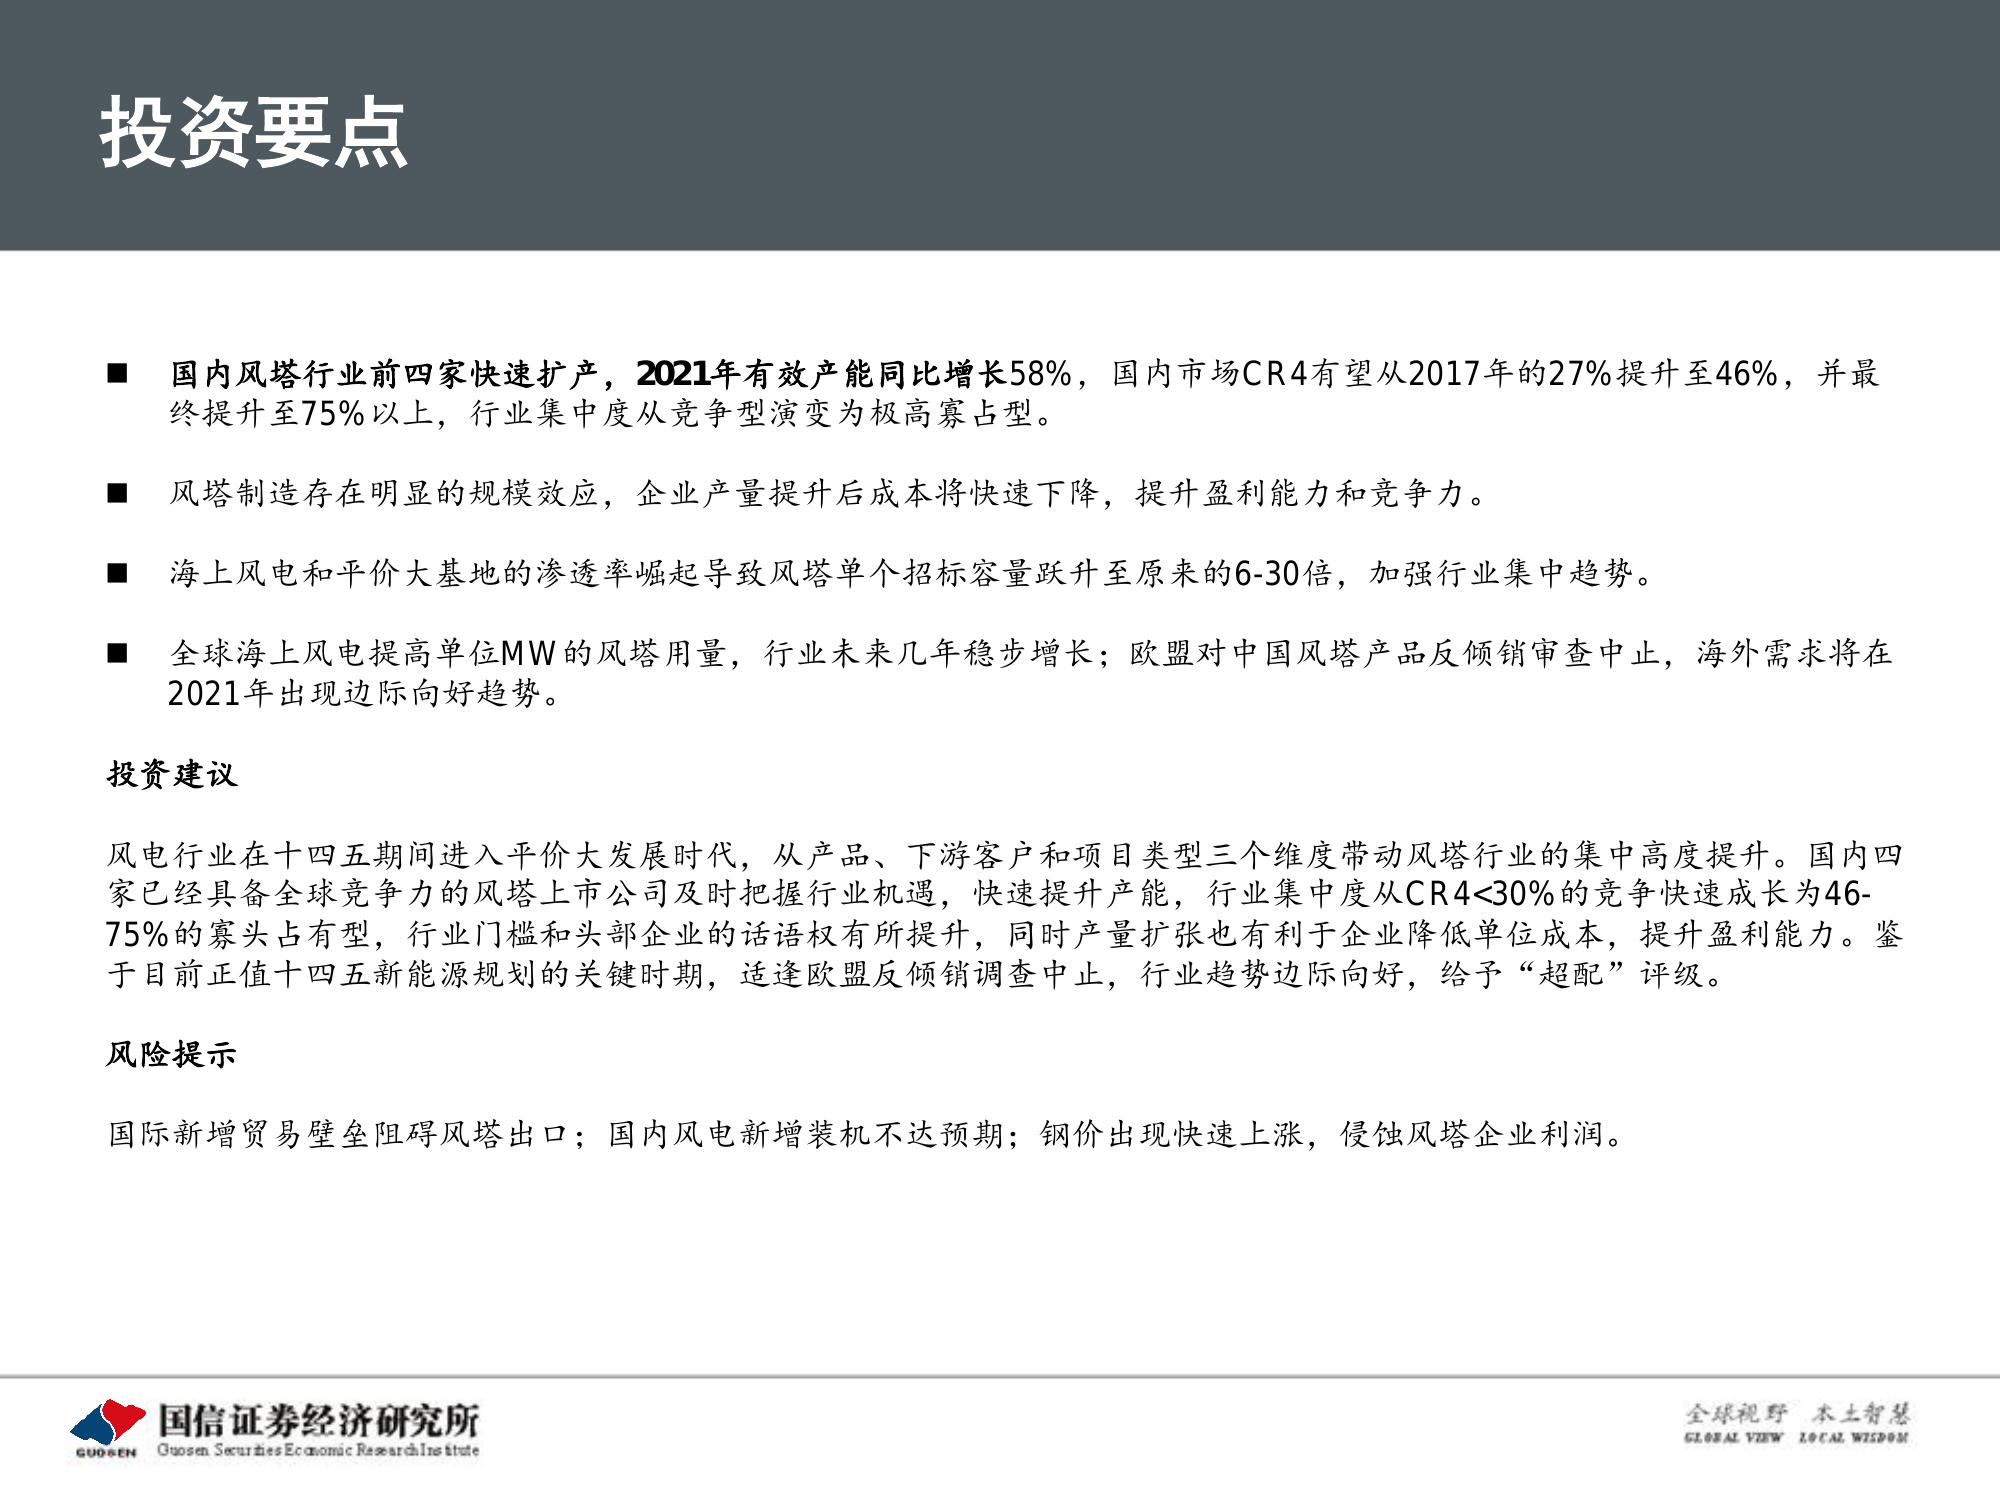 投资要点
■ 国内风塔行业前四家快速扩产，2021年有效产能同比增长58%，国内市场CR4有望从2017年的27%提升至46%，并最
终提升至75%以上，行业集中度从竞争型演变为极高寡占型。
■ 风塔制造存在明显的规模效应，企业产量提升后成本将快速下降，提升盈利能力和竞争力。
■ 海上风电和平价大基地的渗透率崛起导致风塔单个招标容量跃升至原来的6-30倍，加强行业集中趋势。
■ 全球海上风电提高单位MW的风塔用量，行业未来几年稳步增长；欧盟对中国风塔产品反倾销审查中止，海外需求将在
2021年出现边际向好趋势。
投资建议
风电行业在十四五期间进入平价大发展时代，从产品、下游客户和项目类型三个维度带动风塔行业的集中高度提升。国内四
家已经具备全球竞争力的风塔上市公司及时把握行业机遇，快速提升产能，行业集中度从CR4<30%的竞争快速成长为46-
75%的寡头占有型，行业门槛和头部企业的话语权有所提升，同时产量扩张也有利于企业降低单位成本，提升盈利能力。鉴
于目前正值十四五新能源规划的关键时期，适逢欧盟反倾销调查中止，行业趋势边际向好，给予“超配”评级。
风险提示
国际新增贸易壁垒阻碍风塔出口；国内风电新增装机不达预期；钢价出现快速上涨，侵蚀风塔企业利润。
国信证券经济研究所
GUOSEN
Guosen Securities Economic Research Institute
全球视野 本土智慧
GLOBAL VIEW LOCAL WISDOM